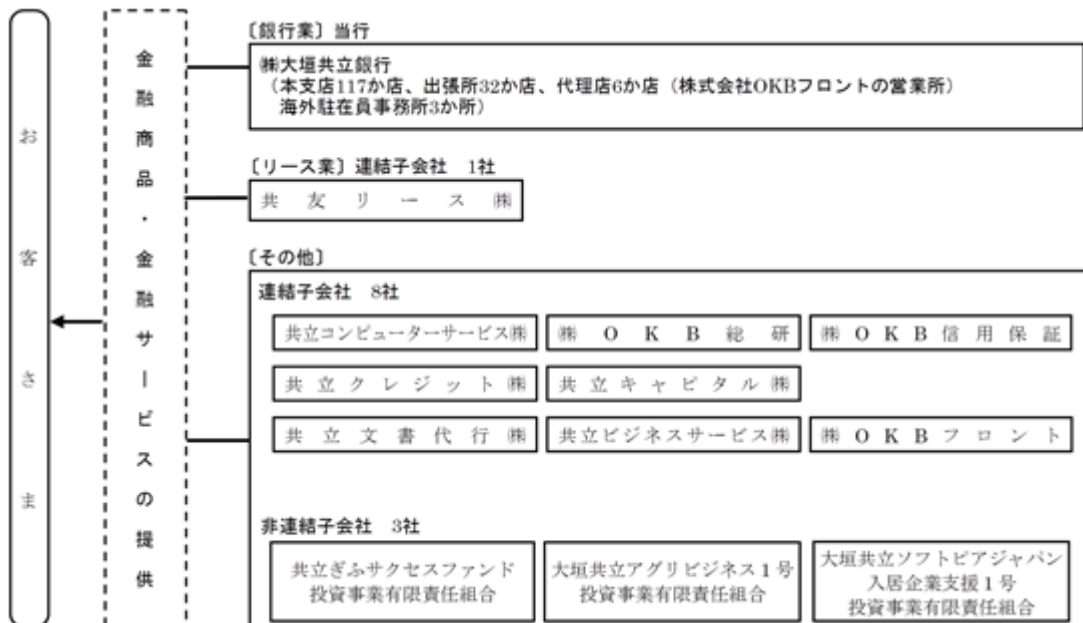 お客さま
金融商品・金融サービスの提供
〔銀行業〕当行
㈱大垣共立銀行
（本支店117か店、出張所32か店、代理店6か店（株式会社OKBフロントの営業所）
海外駐在員事務所3か所）
〔リース業〕連結子会社 1社
共友リース㈱
〔その他〕
連結子会社 8社
共立コンピューターサービス㈱
㈱OKB総研
㈱OKB信用保証
共立クレジット㈱
共立キャピタル㈱
共立文書代行㈱
共立ビジネスサービス㈱
㈱OKBフロント
非連結子会社 3社
共立ぎふサクセスファンド
投資事業有限責任組合
大垣共立アグリビジネス1号
投資事業有限責任組合
大垣共立ソフトピアジャパン
入居企業支援1号
投資事業有限責任組合